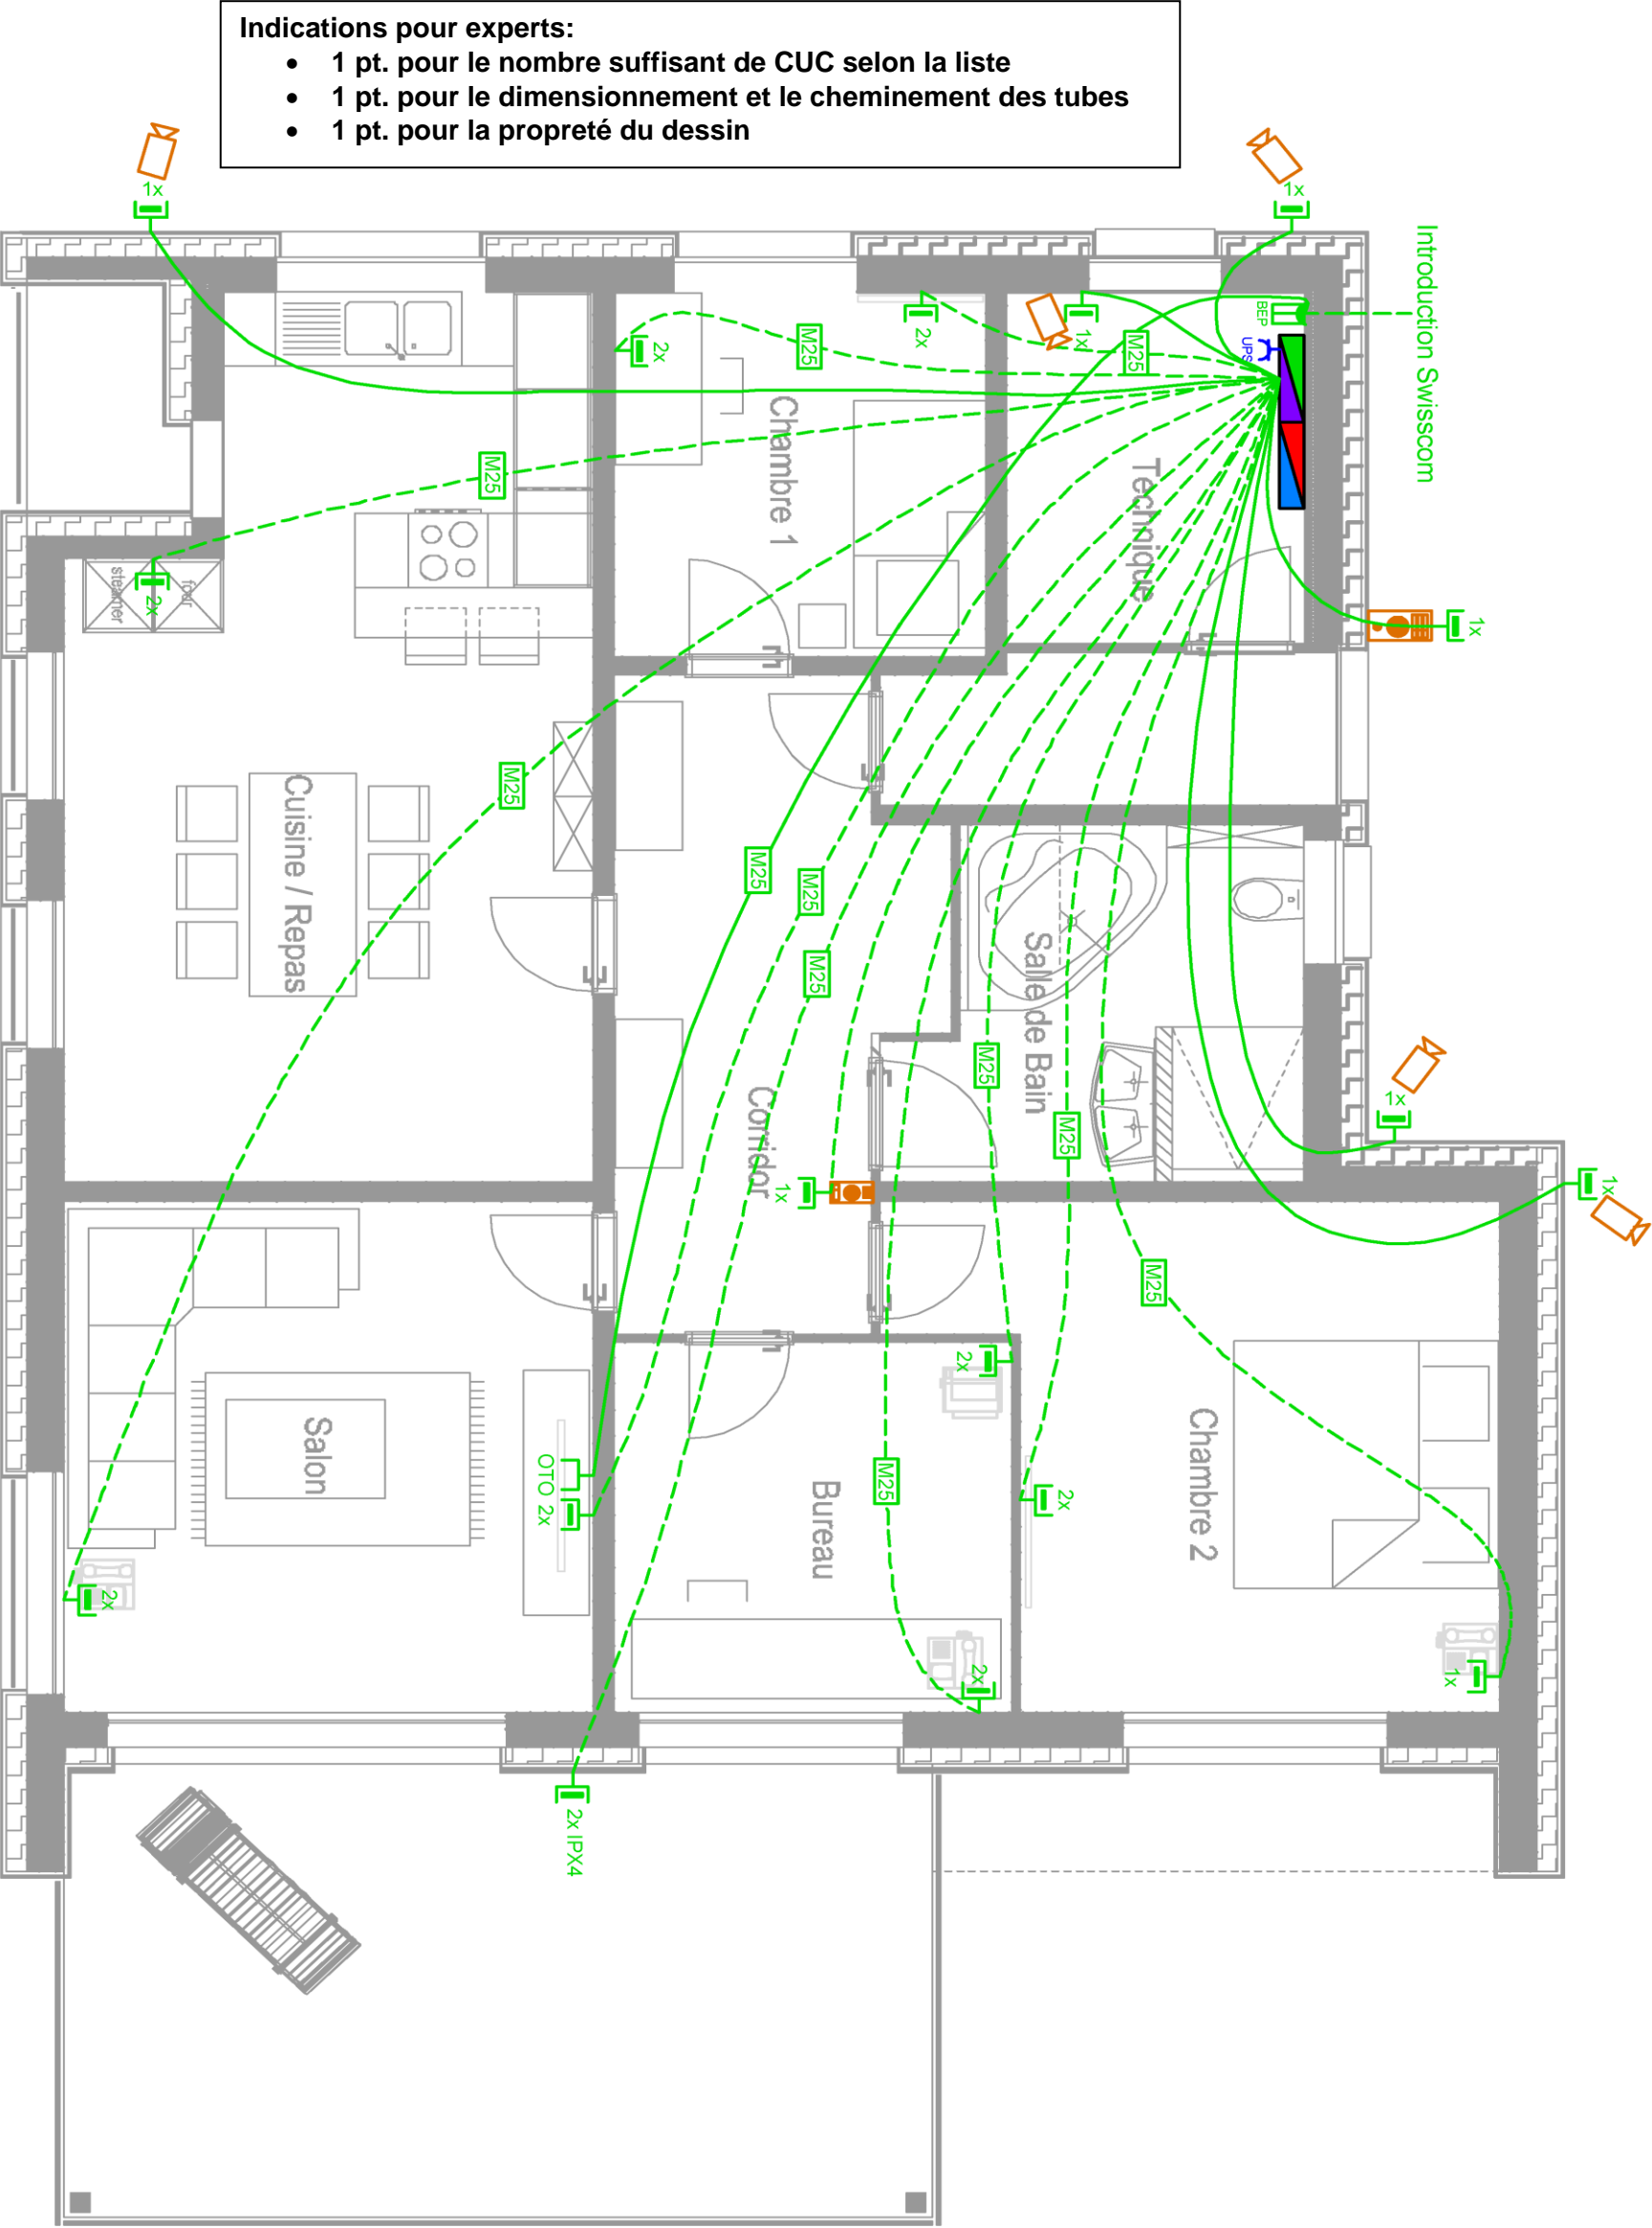 Indications pour experts:
• 1 pt. pour le nombre suffisant de CUC selon la liste
• 1 pt. pour le dimensionnement et le cheminement des tubes
• 1 pt. pour la propreté du dessin
1x
1x
Introduction Swisscom
BEP
UPS
1x
2x
2x
M25
M25
Chambre 1
Technique
M25
four
steamer
2x
1x
M25
Cuisine / Repas
M25
M25
M25
Salle de Bain
M25
M25
1x
1x
Corridor
1x
M25
2x
Salon
OTO 2x
Bureau
M25
2x
Chambre 2
2x
2x
1x
2x IPX4